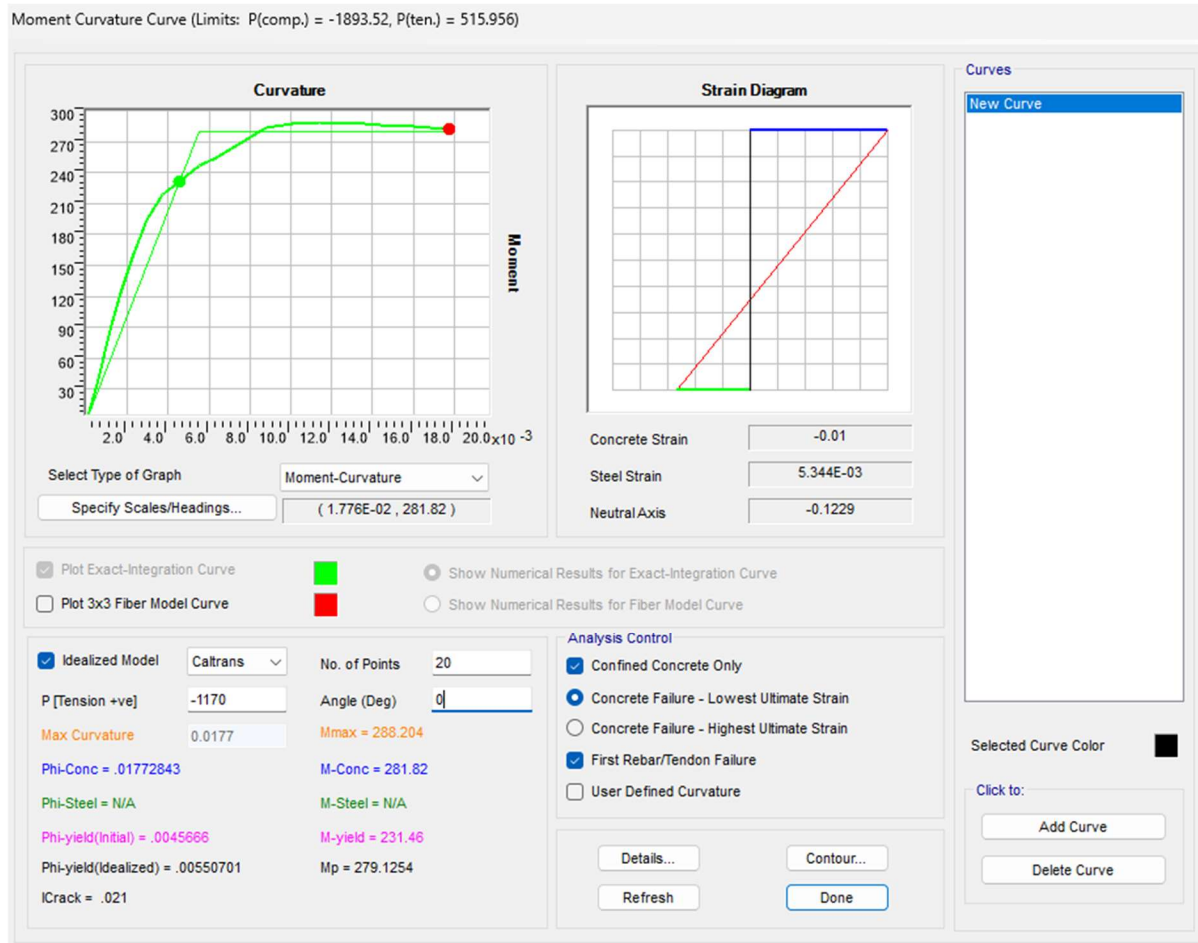 Moment Curvature Curve (Limits:  P(comp.) = -1893.52, P(ten.) = 515.956)
Curvature
300
270
240
210
180
150
120
90
60
30
2.0 4.0 6.0 8.0 10.0 12.0 14.0 16.0 18.0 20.0 x10 -3
Moment
Select Type of Graph
Moment-Curvature
Specify Scales/Headings...
( 1.776E-02 , 281.82 )
Strain Diagram
Concrete Strain
-0.01
Steel Strain
5.344E-03
Neutral Axis
-0.1229
Plot Exact-Integration Curve
Show Numerical Results for Exact-Integration Curve
Plot 3x3 Fiber Model Curve
Show Numerical Results for Fiber Model Curve
Idealized Model
Caltrans
No. of Points
20
P [Tension +ve]
-1170
Angle (Deg)
0
Max Curvature
0.0177
Mmax = 288.204
Phi-Conc = .01772843
M-Conc = 281.82
Phi-Steel = N/A
M-Steel = N/A
Phi-yield(Initial) = .0045666
M-yield = 231.46
Phi-yield(Idealized) = .00550701
Mp = 279.1254
ICrack = .021
Analysis Control
Confined Concrete Only
Concrete Failure - Lowest Ultimate Strain
Concrete Failure - Highest Ultimate Strain
First Rebar/Tendon Failure
User Defined Curvature
Details...
Contour...
Refresh
Done
Curves
New Curve
Selected Curve Color
Click to:
Add Curve
Delete Curve